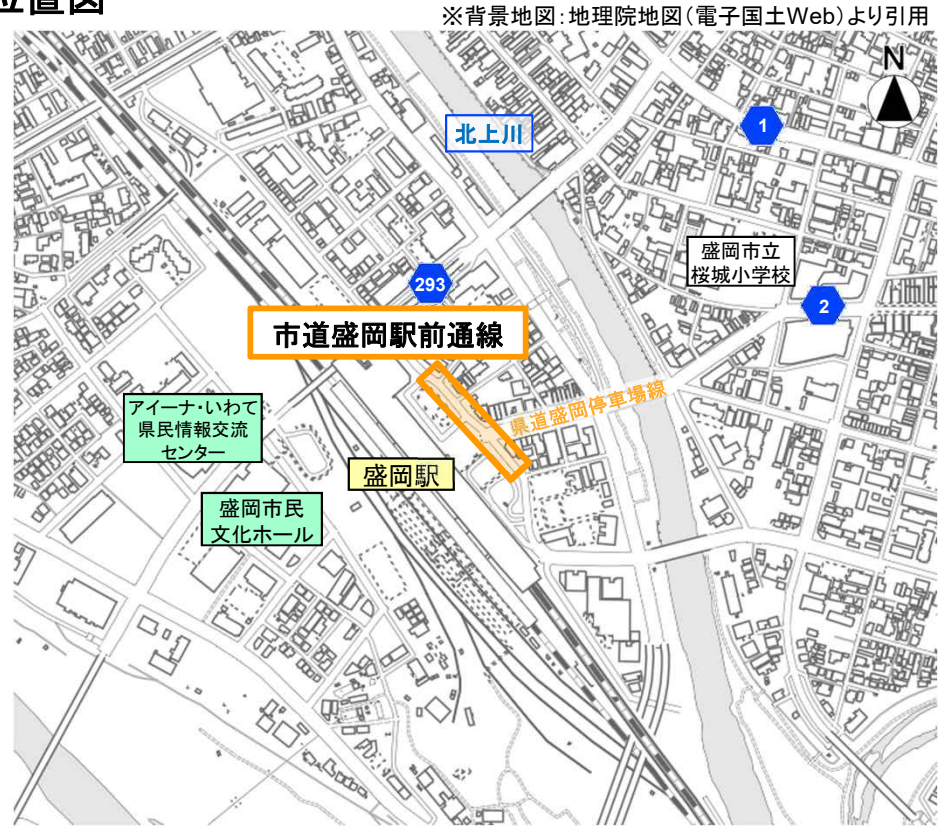 位置図
※背景地図：地理院地図（電子国土Web）より引用
N
1
北上川
盛岡市立
桜城小学校
293
2
市道盛岡駅前通線
県道盛岡停車場線
アイーナ・いわて
県民情報交流
センター
盛岡駅
盛岡市民
文化ホール